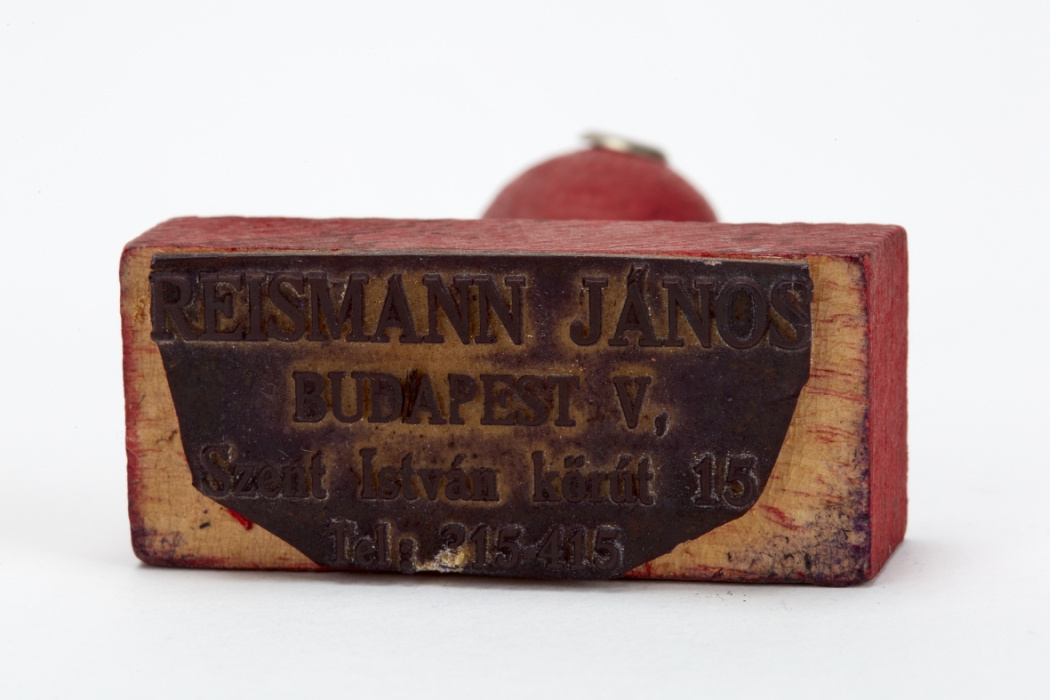 REISMANN JÁNOS
BUDAPEST V,
Szent István körút 15
Tel: 315-415